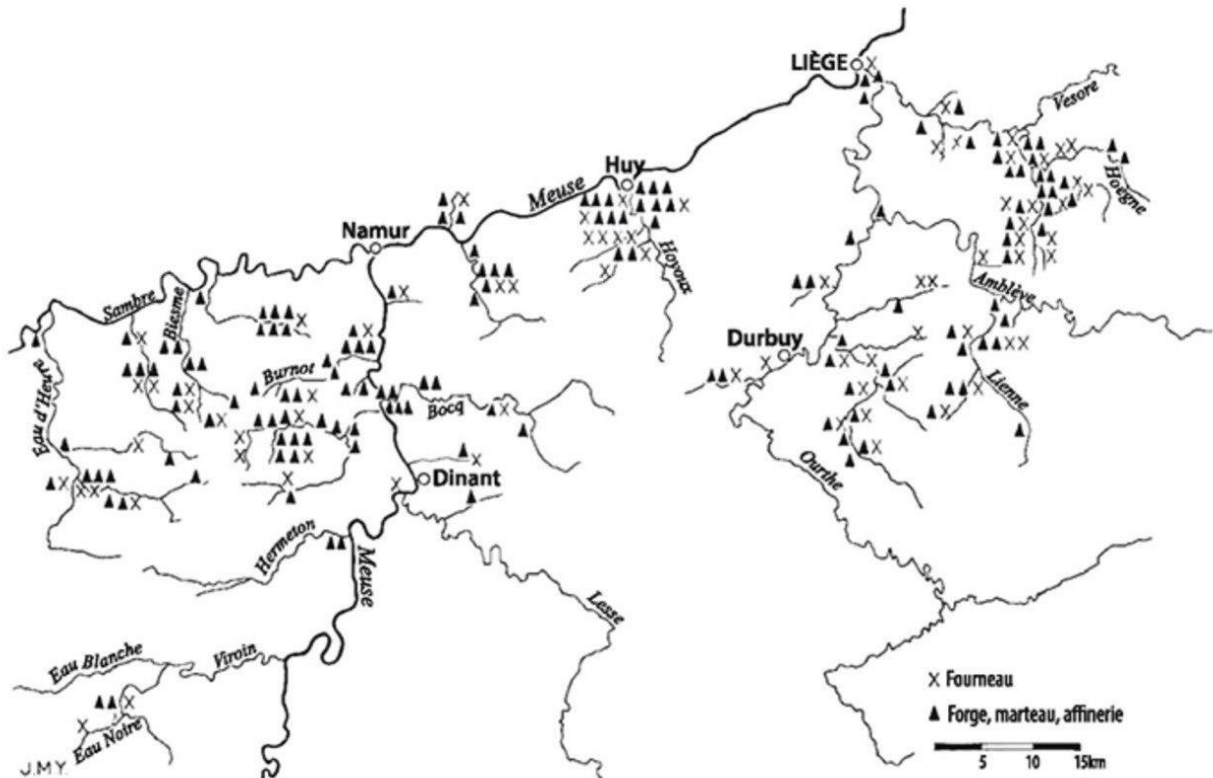 LIÈGE
Vesore
Huy
Meuse
Hoëgne
Namur
Hoyoux
Sambre
Biesme
Amblève
Durbuy
Eau d'Heure
Burnot
Bocq
Lienne
Dinant
Ourthe
Hermeton
Meuse
Lesse
Eau Blanche
Viroin
Eau Noire
X Fourneau
▲ Forge, marteau, affinerie
5 10 15km
J.M.Y.